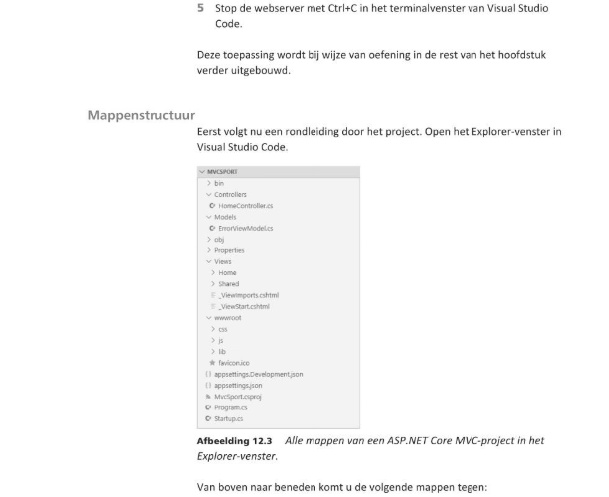 5 Stop de webserver met Ctrl+C in het terminalvenster van Visual Studio
Code.
Deze toepassing wordt bij wijze van oefening in de rest van het hoofdstuk
verder uitgebouwd.
Mappenstructuur
Eerst volgt nu een rondleiding door het project. Open het Explorer-venster in
Visual Studio Code.
MVCSPORT
bin
Controllers
HomeController.cs
Models
ErrorViewModel.cs
obj
Properties
Views
Home
Shared
_ViewImports.cshtml
_ViewStart.cshtml
wwwroot
css
js
lib
favicon.ico
{} appsettings.Development.json
{} appsettings.json
MvcSport.csproj
Program.cs
Startup.cs
Afbeelding 12.3 Alle mappen van een ASP.NET Core MVC-project in het
Explorer-venster.
Van boven naar beneden komt u de volgende mappen tegen: